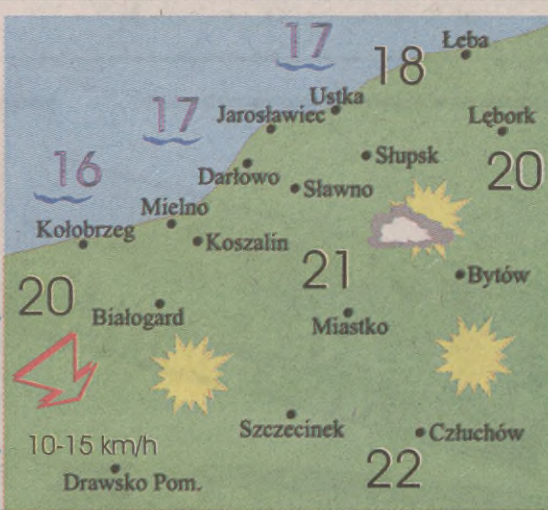 Łeba
17
18
Ustka
17
Jarosławiec
Lębork
Słupsk
16
Darłowo
20
Sławno
Mielno
Kołobrzeg
Koszalin
21
Bytów
20
Białogard
Miastko
Szczecinek
Człuchów
10-15 km/h
22
Drawsko Pom.